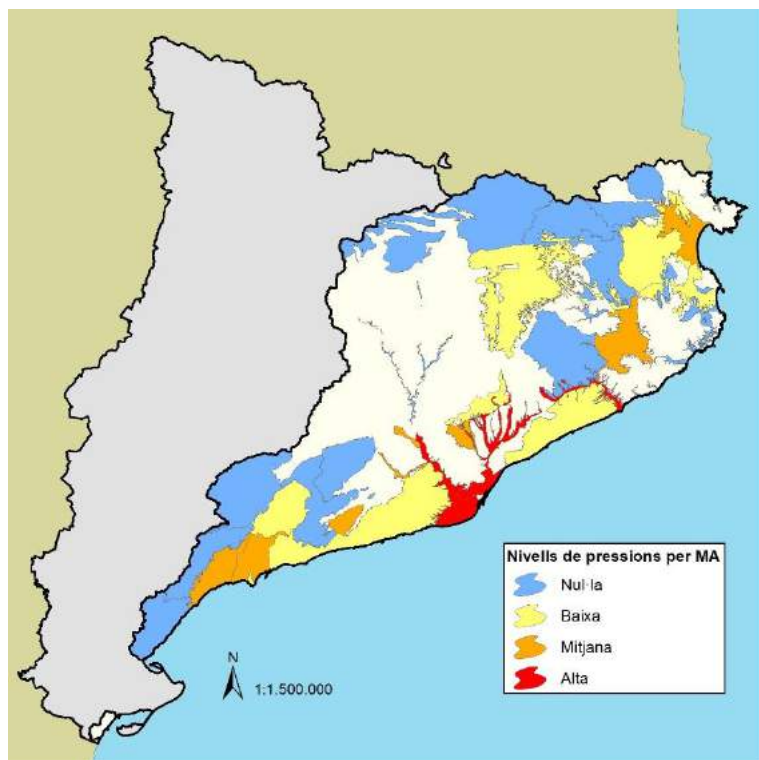 Nivells de pressions per MA
Nul·la
Baixa
Mitjana
Alta
N
1:1.500.000